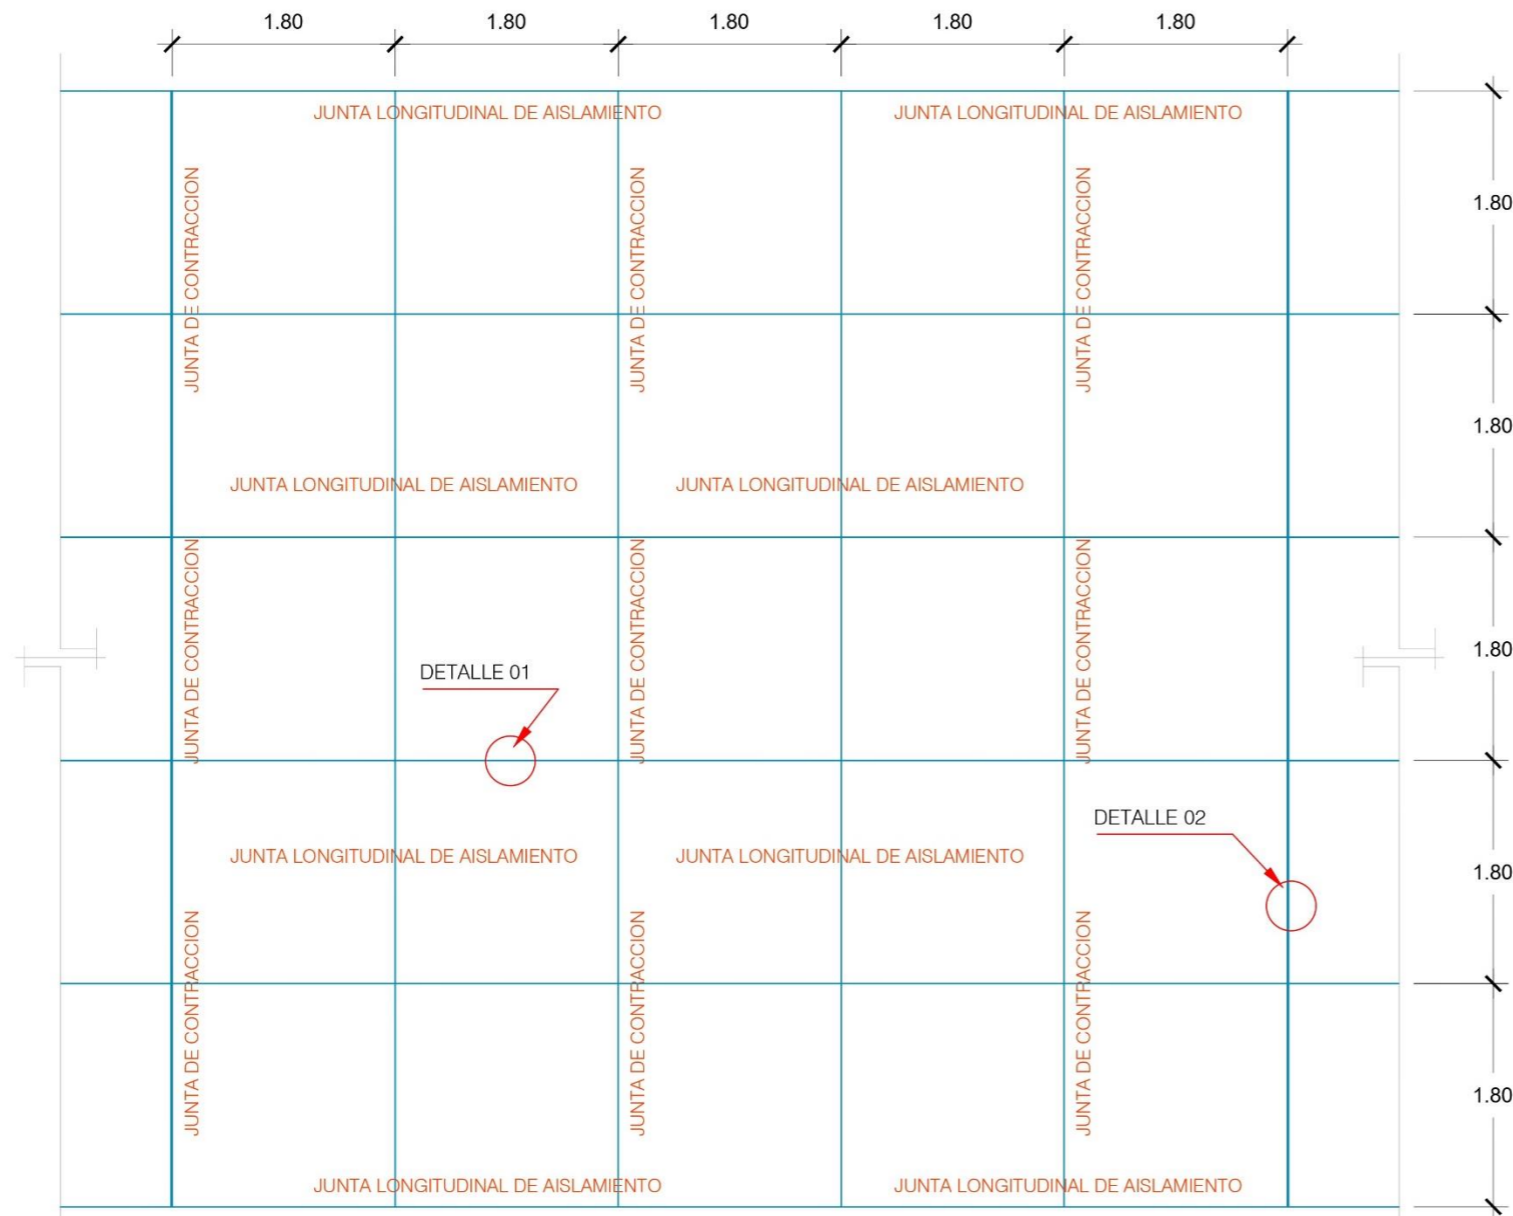 1.80 1.80 1.80 1.80 1.80
JUNTA LONGITUDINAL DE AISLAMIENTO JUNTA LONGITUDINAL DE AISLAMIENTO
JUNTA DE CONTRACCION
JUNTA DE CONTRACCION
JUNTA DE CONTRACCION
1.80
1.80
JUNTA LONGITUDINAL DE AISLAMIENTO JUNTA LONGITUDINAL DE AISLAMIENTO
JUNTA DE CONTRACCION
JUNTA DE CONTRACCION
JUNTA DE CONTRACCION
1.80
DETALLE 01
DETALLE 02
JUNTA LONGITUDINAL DE AISLAMIENTO JUNTA LONGITUDINAL DE AISLAMIENTO
1.80
JUNTA DE CONTRACCION
JUNTA DE CONTRACCION
JUNTA DE CONTRACCION
1.80
JUNTA LONGITUDINAL DE AISLAMIENTO JUNTA LONGITUDINAL DE AISLAMIENTO